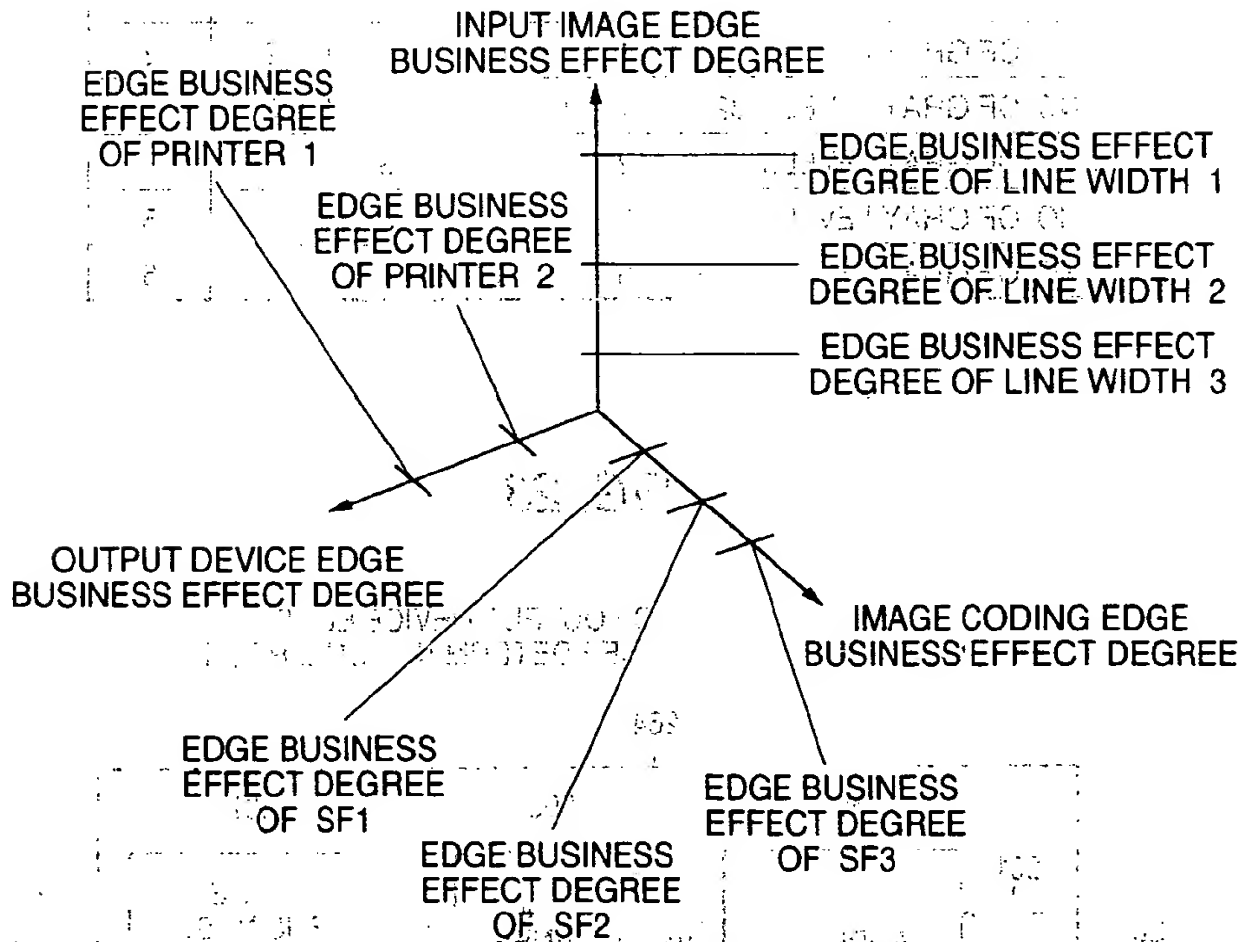 INPUT IMAGE EDGE
BUSINESS EFFECT DEGREE
EDGE BUSINESS
EFFECT DEGREE
OF PRINTER 1
EDGE BUSINESS EFFECT
DEGREE OF LINE WIDTH 1
EDGE BUSINESS
EFFECT DEGREE
OF PRINTER 2
EDGE BUSINESS EFFECT
DEGREE OF LINE WIDTH 2
EDGE BUSINESS EFFECT
DEGREE OF LINE WIDTH 3
OUTPUT DEVICE EDGE
BUSINESS EFFECT DEGREE
IMAGE CODING EDGE
BUSINESS EFFECT DEGREE
EDGE BUSINESS
EFFECT DEGREE
OF SF1
EDGE BUSINESS
EFFECT DEGREE
OF SF2
EDGE BUSINESS
EFFECT DEGREE
OF SF3